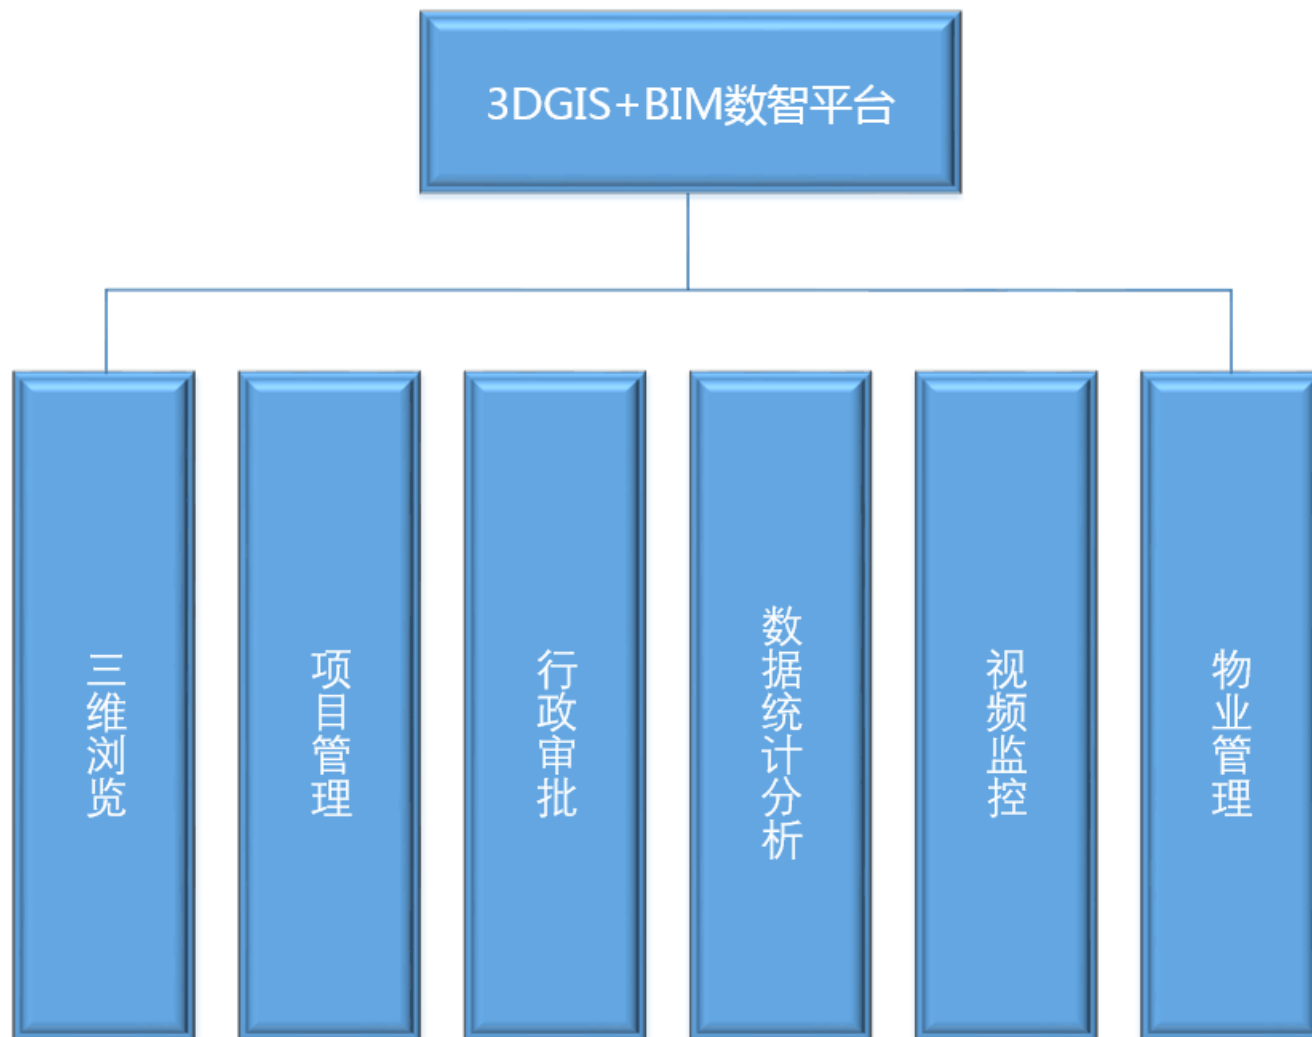 3DGIS+BIM数智平台
三维浏览
项目管理
行政审批
数据统计分析
视频监控
物业管理